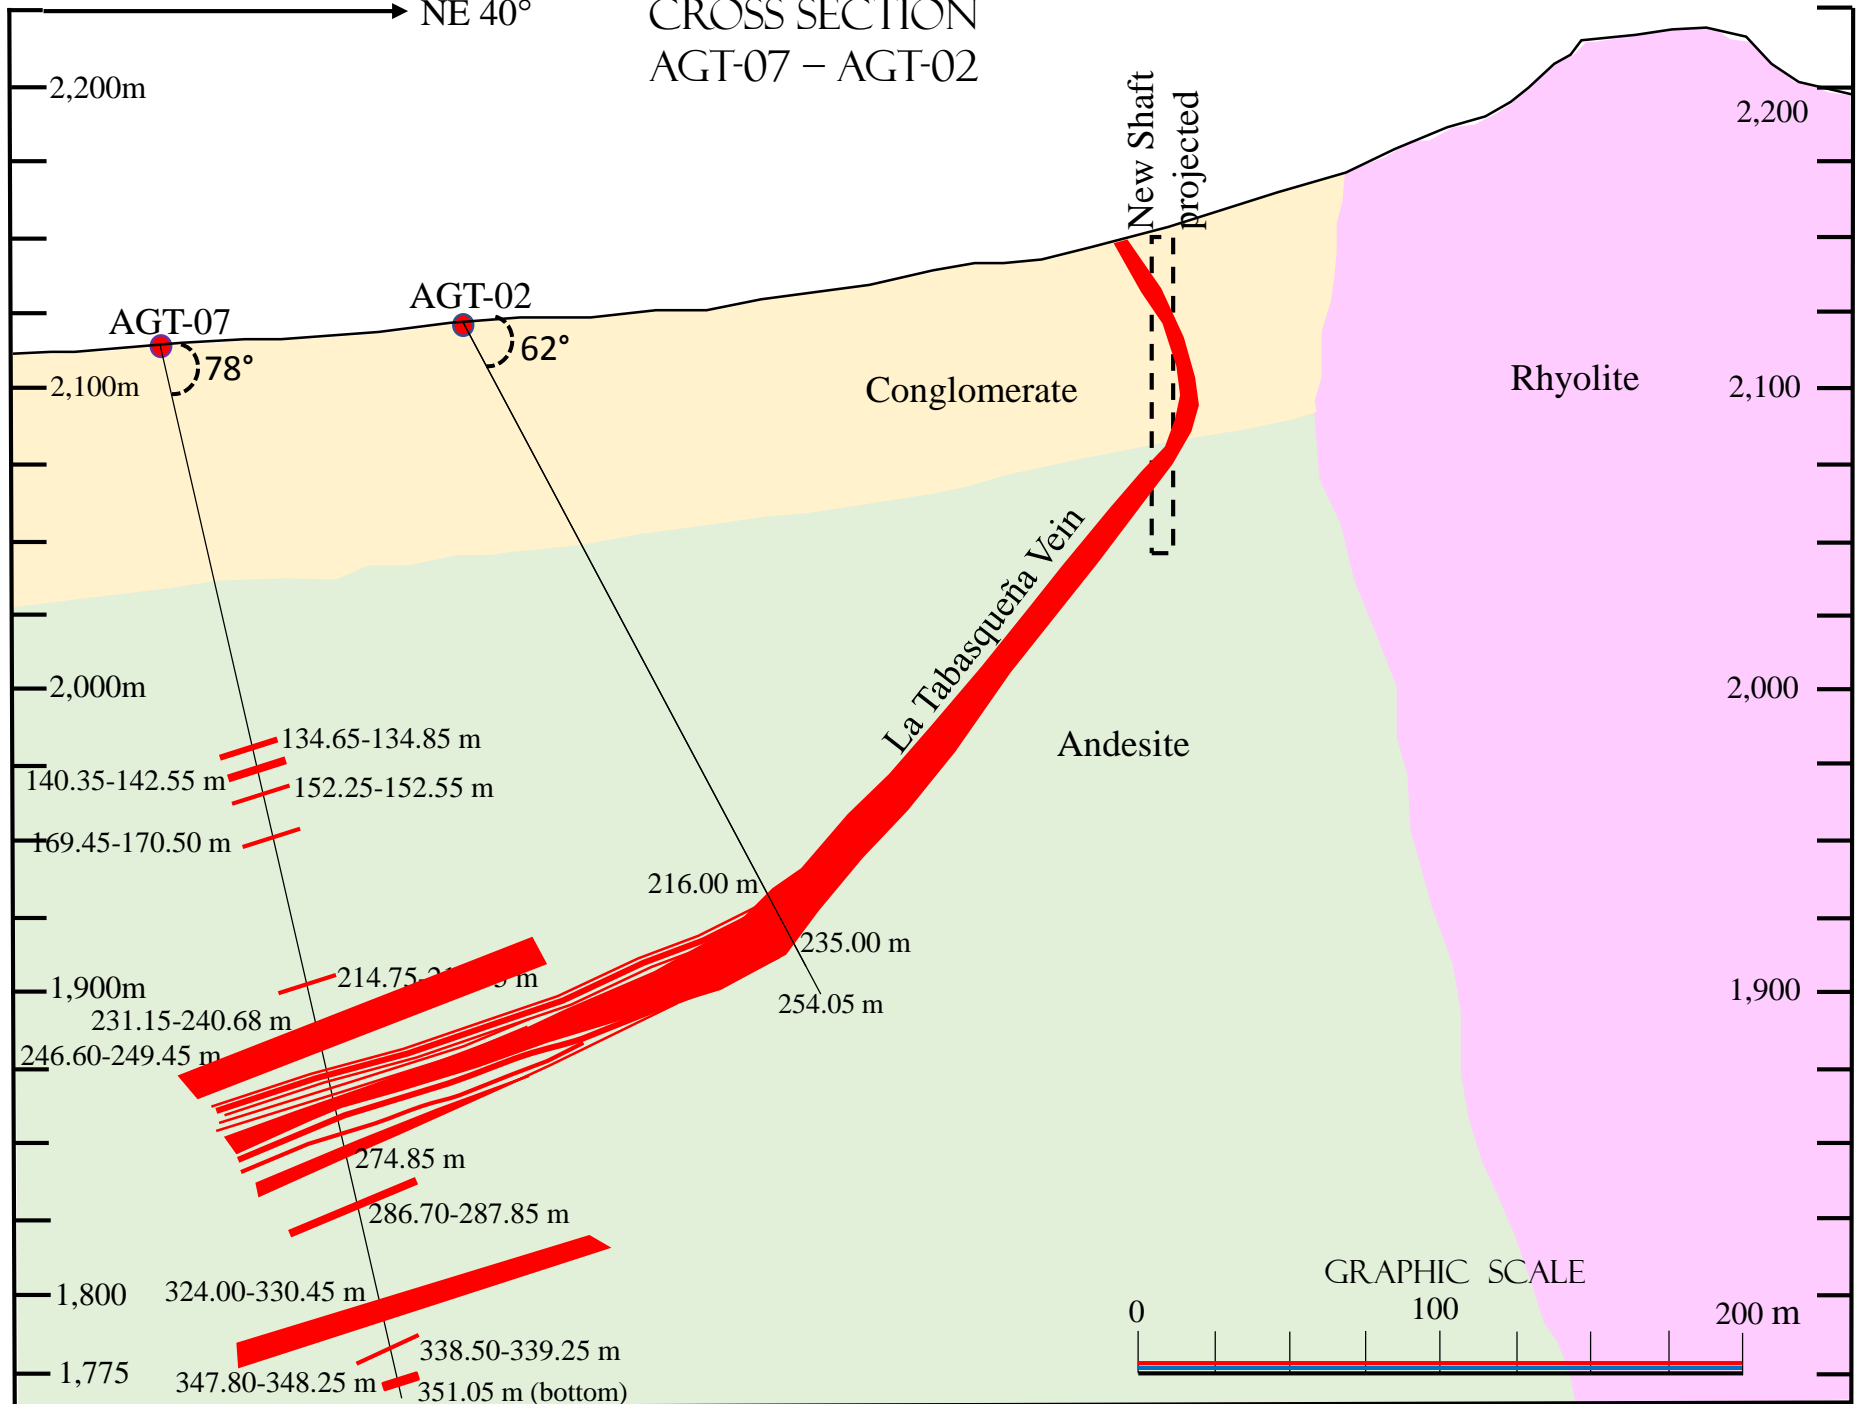 NE 40°
CROSS SECTION
AGT-07 – AGT-02
2,200m
2,200
New Shaft
projected
AGT-02
AGT-07
62°
78°
2,100m
Conglomerate
Rhyolite
2,100
La Tabasqueña Vein
2,000m
2,000
134.65-134.85 m
Andesite
140.35-142.55 m
152.25-152.55 m
169.45-170.50 m
216.00 m
235.00 m
214.75- m
1,900m
1,900
254.05 m
231.15-240.68 m
246.60-249.45 m
274.85 m
286.70-287.85 m
GRAPHIC SCALE
1,800
324.00-330.45 m
0
100
200 m
338.50-339.25 m
1,775
347.80-348.25 m
351.05 m (bottom)